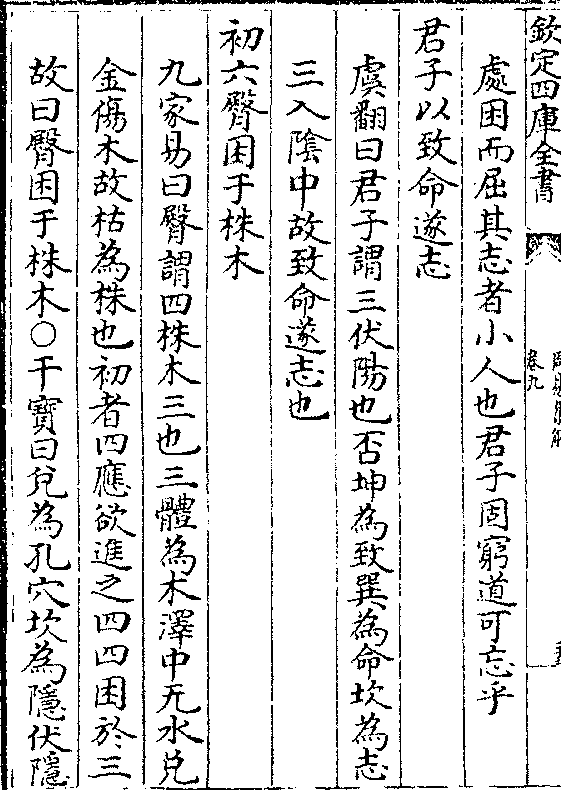 欽定四庫全書
卷九
處困而屈其志者小人也君子固窮道可忘乎
君子以致命遂志
虞翻曰君子謂三伏陽也否坤為致巽為命坎為志
三入陰中故致命遂志也
初六臀困于株木
九家易曰臀謂四株木三也三體為木澤中无水兌
金傷木故枯為株也初者四應欲進之四四困於三
故曰臀困于株木〇干寶曰兌為孔穴坎為隱伏隱